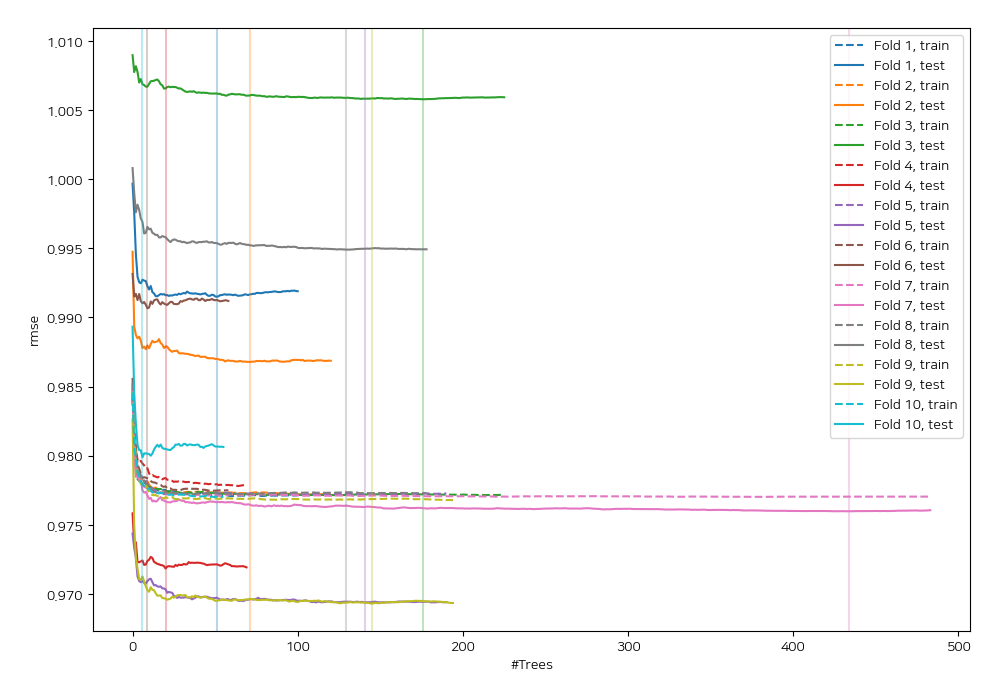 1,010
1,005
1,000
0,995
0,990
0,985
0,980
0,975
0,970
rmse
0
100
200
300
400
500
#Trees
Fold 1, train
Fold 1, test
Fold 2, train
Fold 2, test
Fold 3, train
Fold 3, test
Fold 4, train
Fold 4, test
Fold 5, train
Fold 5, test
Fold 6, train
Fold 6, test
Fold 7, train
Fold 7, test
Fold 8, train
Fold 8, test
Fold 9, train
Fold 9, test
Fold 10, train
Fold 10, test